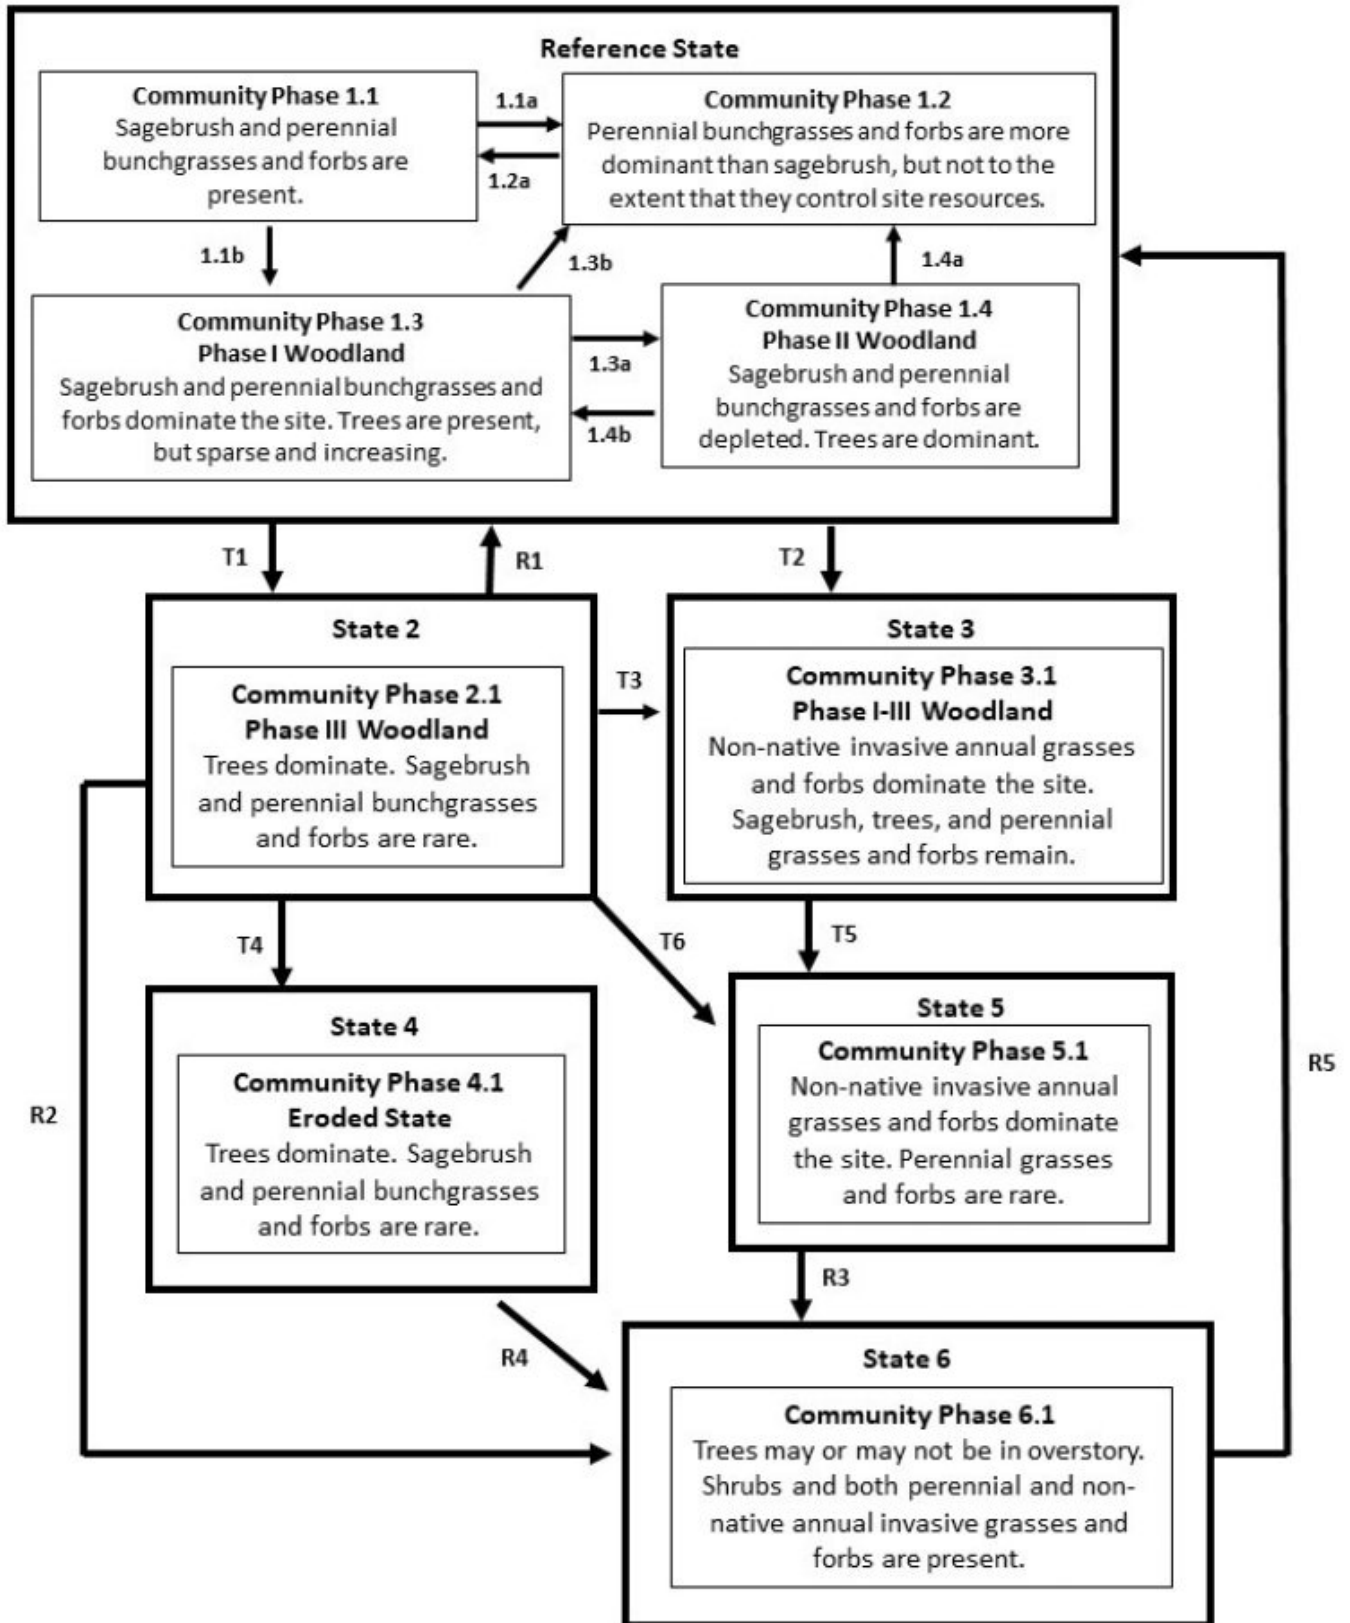 Reference State
Community Phase 1.1
Sagebrush and perennial
bunchgrasses and forbs are
present.
1.1a
1.2a
Community Phase 1.2
Perennial bunchgrasses and forbs are more
dominant than sagebrush, but not to the
extent that they control site resources.
1.1b
1.3b
1.4a
Community Phase 1.3
Phase I Woodland
Sagebrush and perennial bunchgrasses and
forbs dominate the site. Trees are present,
but sparse and increasing.
1.3a
1.4b
Community Phase 1.4
Phase II Woodland
Sagebrush and perennial
bunchgrasses and forbs are
depleted. Trees are dominant.
T1
R1
T2
State 2
Community Phase 2.1
Phase III Woodland
Trees dominate. Sagebrush
and perennial bunchgrasses
and forbs are rare.
T3
State 3
Community Phase 3.1
Phase I-III Woodland
Non-native invasive annual grasses
and forbs dominate the site.
Sagebrush, trees, and perennial
grasses and forbs remain.
T4
T6
T5
State 4
Community Phase 4.1
Eroded State
Trees dominate. Sagebrush
and perennial bunchgrasses
and forbs are rare.
State 5
Community Phase 5.1
Non-native invasive annual
grasses and forbs dominate
the site. Perennial grasses
and forbs are rare.
R2
R5
R3
R4
State 6
Community Phase 6.1
Trees may or may not be in overstory.
Shrubs and both perennial and non-
native annual invasive grasses and
forbs are present.